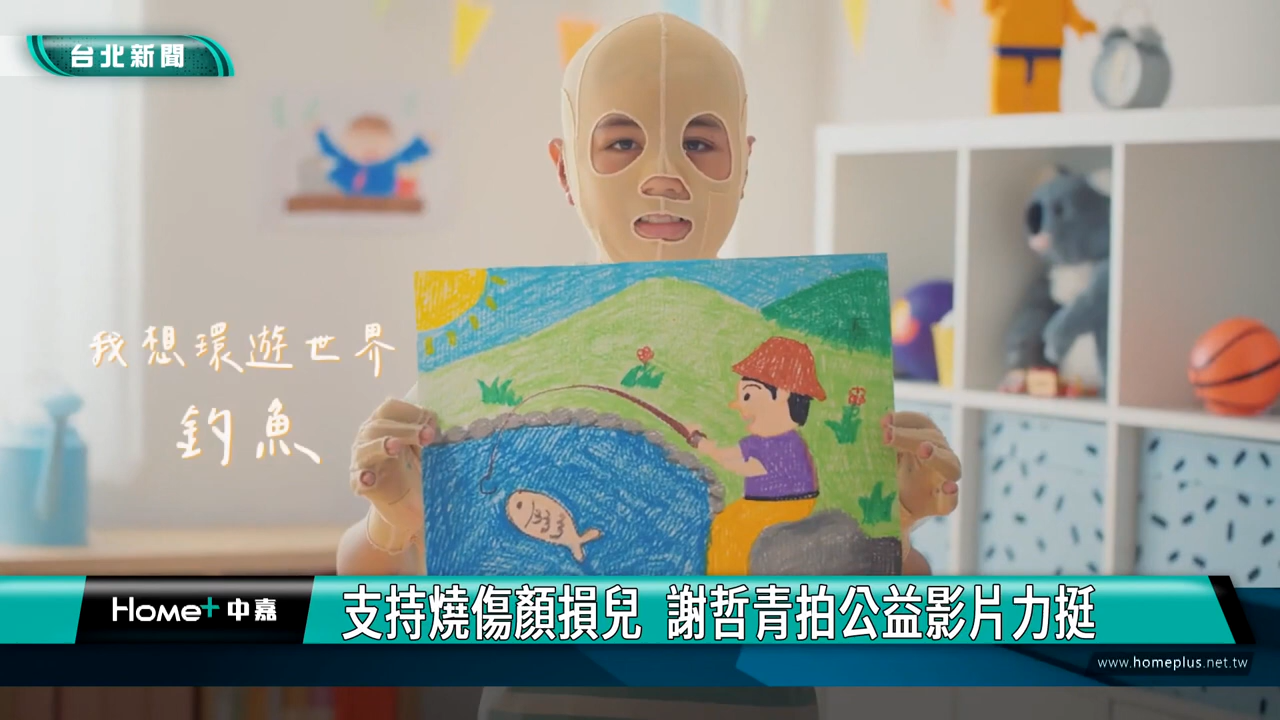 台北新聞
我想環遊世界
釣魚
Home+中嘉
支持燒傷顏損兒 謝哲青拍公益影片力挺
www.homeplus.net.tw